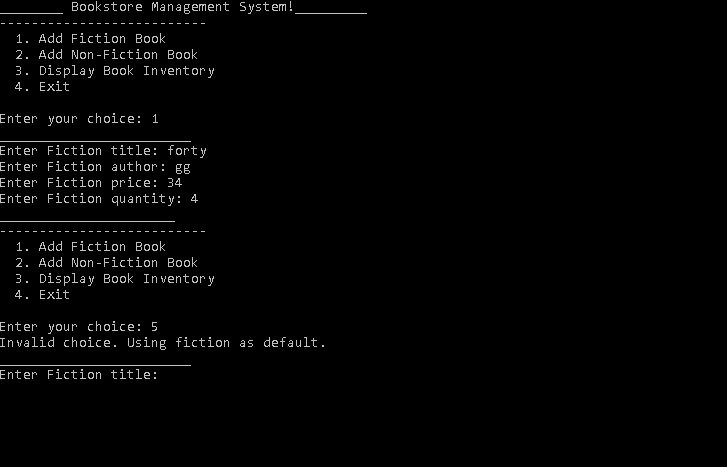 ________ Bookstore Management System!_________
--------------------------
  1. Add Fiction Book
  2. Add Non-Fiction Book
  3. Display Book Inventory
  4. Exit
Enter your choice: 1
________________________
Enter Fiction title: forty
Enter Fiction author: gg
Enter Fiction price: 34
Enter Fiction quantity: 4
______________________
--------------------------
  1. Add Fiction Book
  2. Add Non-Fiction Book
  3. Display Book Inventory
  4. Exit
Enter your choice: 5
Invalid choice. Using fiction as default.
________________________
Enter Fiction title: